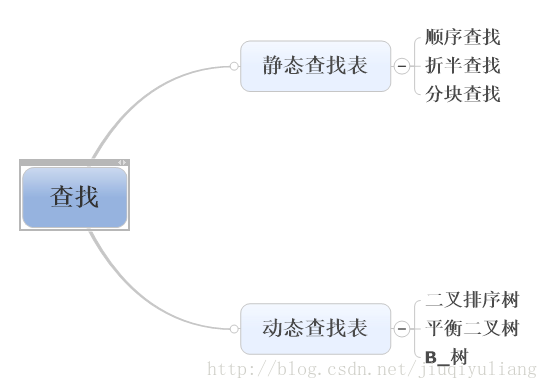 查找
静态查找表
顺序查找
折半查找
分块查找
动态查找表
二叉排序树
平衡二叉树
B_树
http://blog.csdn.net/jiuqiyuliang